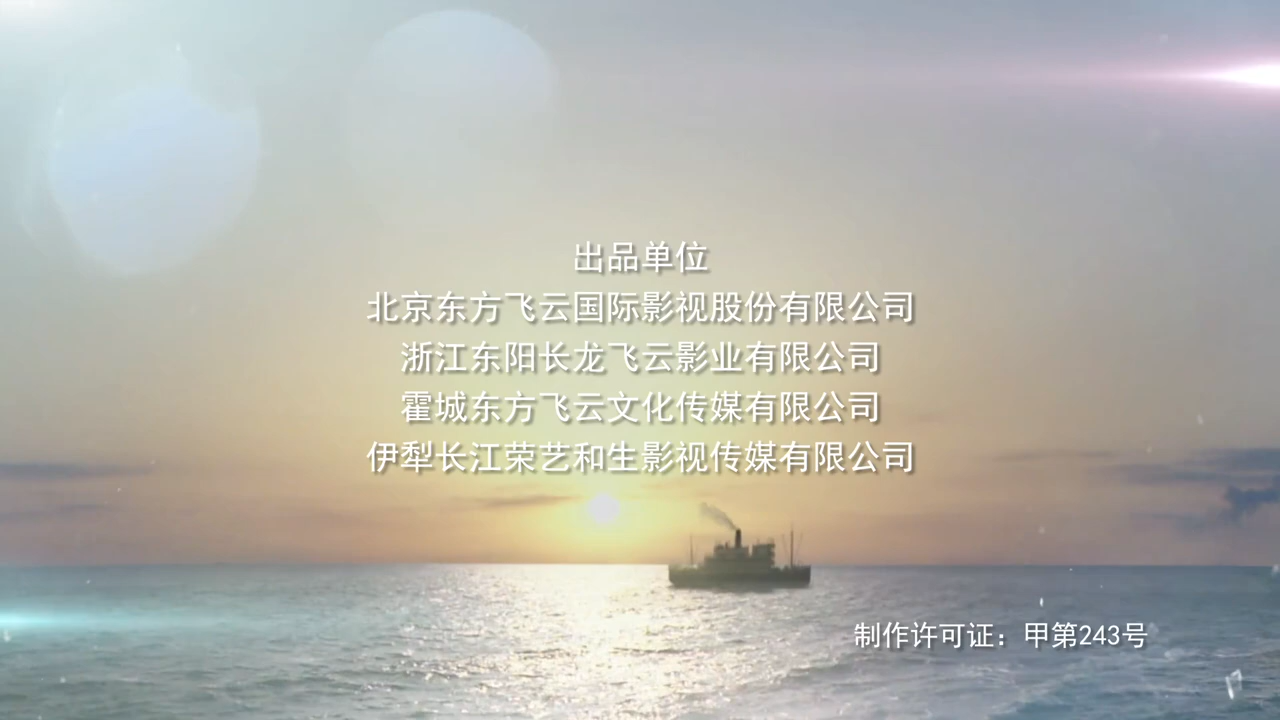 出品单位
北京东方飞云国际影视股份有限公司
浙江东阳长龙飞云影业有限公司
霍城东方飞云文化传媒有限公司
伊犁长江荣艺和生影视传媒有限公司
制作许可证：甲第243号